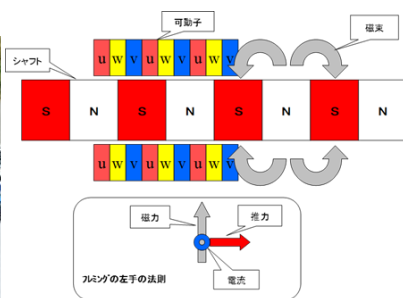 可動子
磁束
シャフト
u w v u w v u w v
S N S N S N S N
u w v u w v u w v
磁力
推力
電流
フレミングの左手の法則